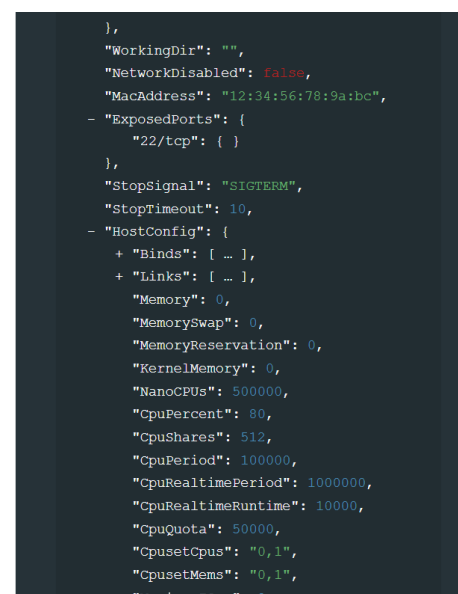 },
"WorkingDir": "",
"NetworkDisabled": false,
"MacAddress": "12:34:56:78:9a:bc",
− "ExposedPorts": {
"22/tcp": { }
},
"StopSignal": "SIGTERM",
"StopTimeout": 10,
− "HostConfig": {
+ "Binds": [ … ],
+ "Links": [ … ],
"Memory": 0,
"MemorySwap": 0,
"MemoryReservation": 0,
"KernelMemory": 0,
"NanoCPUs": 500000,
"CpuPercent": 80,
"CpuShares": 512,
"CpuPeriod": 100000,
"CpuRealtimePeriod": 1000000,
"CpuRealtimeRuntime": 10000,
"CpuQuota": 50000,
"CpusetCpus": "0,1",
"CpusetMems": "0,1",